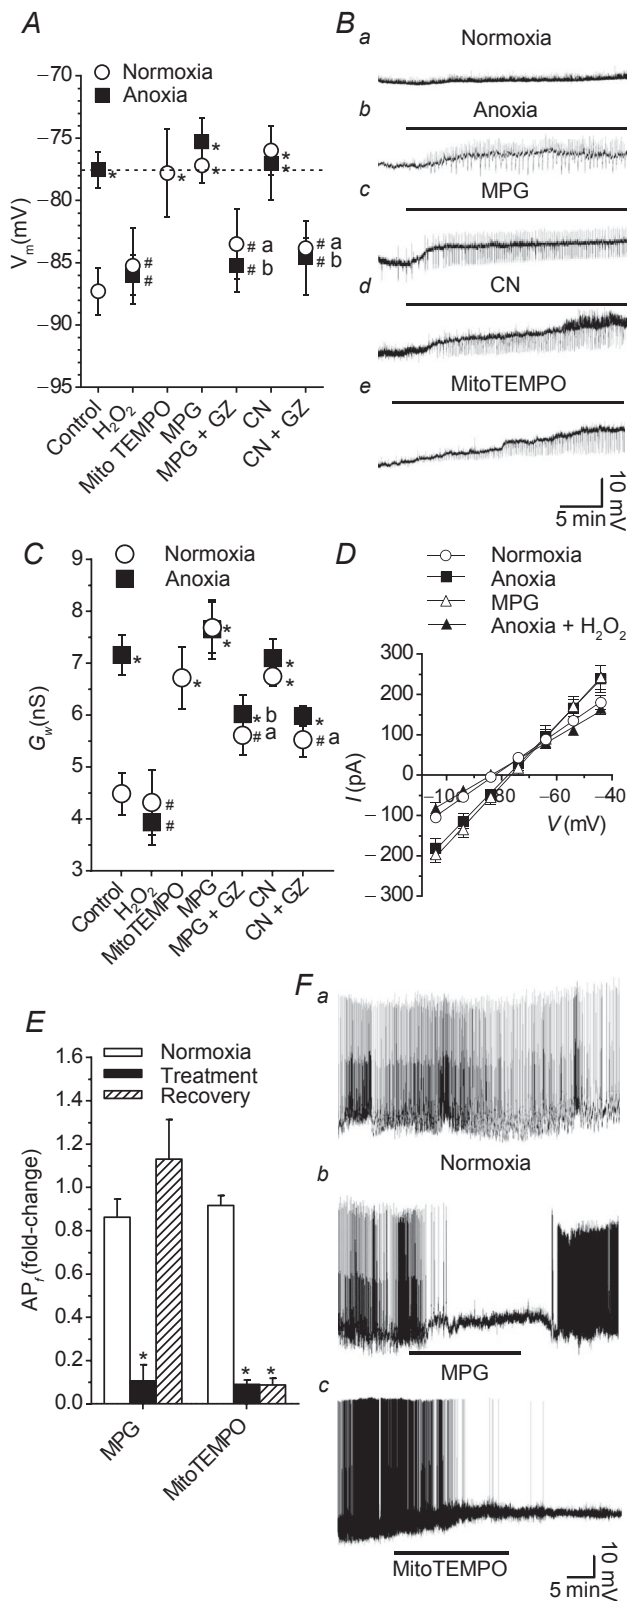 A
Normoxia
Anoxia
−70
−75
−80
−85
−90
−95
Vm(mV)
*
#
#
*
*
*
# a
# b
*
*
# a
# b
Control
H2O2
Mito TEMPO
MPG
MPG + GZ
CN
CN + GZ
B
a
Normoxia
b
Anoxia
c
MPG
d
CN
e
MitoTEMPO
5 min
10 mV
C
Normoxia
Anoxia
9
8
7
6
5
4
3
Gw(nS)
*
#
#
*
*
*
* b
# a
*
*
*
# a
Control
H2O2
MitoTEMPO
MPG
MPG + GZ
CN
CN + GZ
D
Normoxia
Anoxia
MPG
Anoxia + H2O2
300
200
100
0
−100
−200
−300
I (pA)
−100
−80
−60
−40
V (mV)
E
Normoxia
Treatment
Recovery
1.6
1.4
1.2
1.0
0.8
0.6
0.4
0.2
0.0
APf (fold-change)
*
* *
MPG
MitoTEMPO
F
a
Normoxia
b
MPG
c
MitoTEMPO
5 min
10 mV